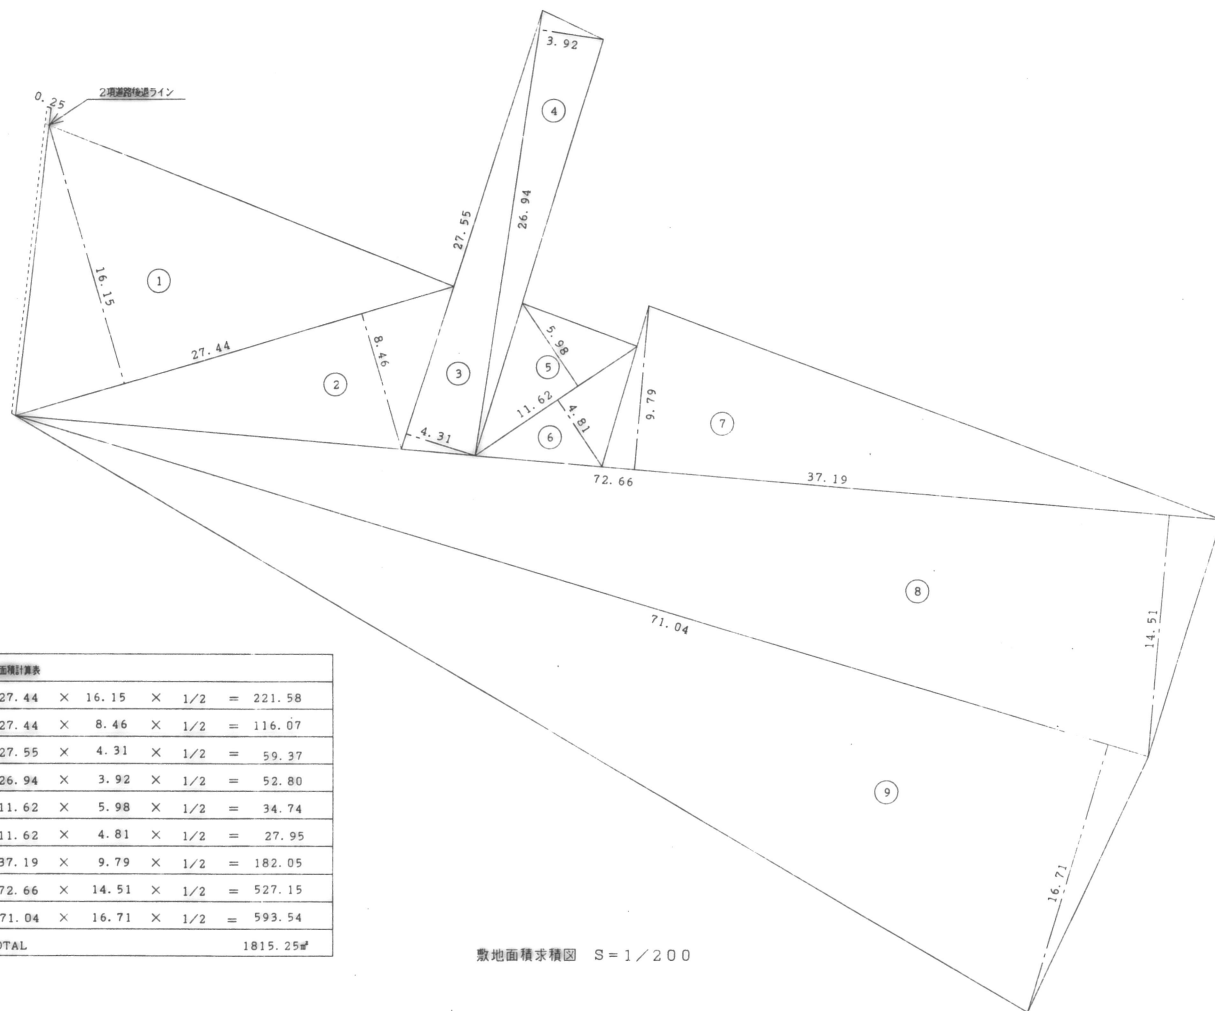 3.92
2項道路後退ライン
0.25
4
26.94
27.55
16.15
1
5.98
27.44
8.46
5
2
3
11.62
9.79
4.81
7
4.31
6
72.66
37.19
8
71.04
14.51
面積計算表
27.44 × 16.15 × 1/2 = 221.58
27.44 × 8.46 × 1/2 = 116.07
27.55 × 4.31 × 1/2 = 59.37
26.94 × 3.92 × 1/2 = 52.80
11.62 × 5.98 × 1/2 = 34.74
11.62 × 4.81 × 1/2 = 27.95
37.19 × 9.79 × 1/2 = 182.05
72.66 × 14.51 × 1/2 = 527.15
71.04 × 16.71 × 1/2 = 593.54
OTAL 1815.25㎡
9
16.71
敷地面積求積図 S=1/200